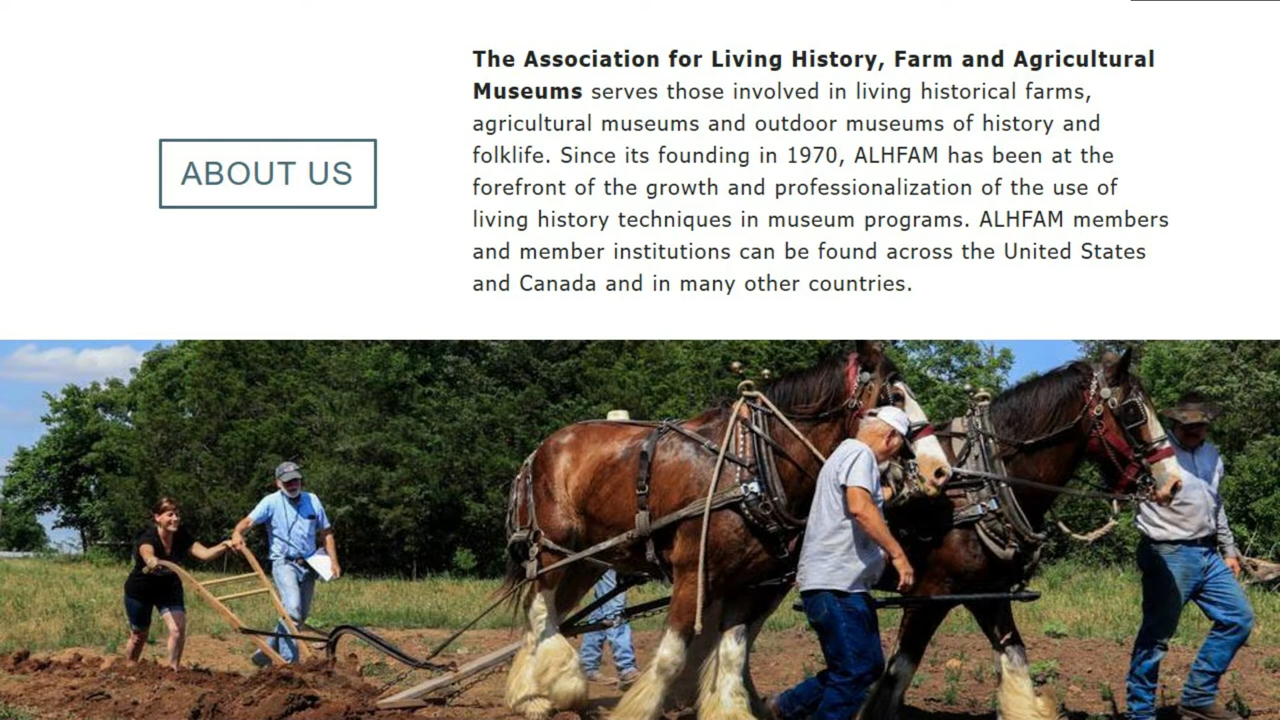 ABOUT US
The Association for Living History, Farm and Agricultural
Museums serves those involved in living historical farms,
agricultural museums and outdoor museums of history and
folklife. Since its founding in 1970, ALHFAM has been at the
forefront of the growth and professionalization of the use of
living history techniques in museum programs. ALHFAM members
and member institutions can be found across the United States
and Canada and in many other countries.